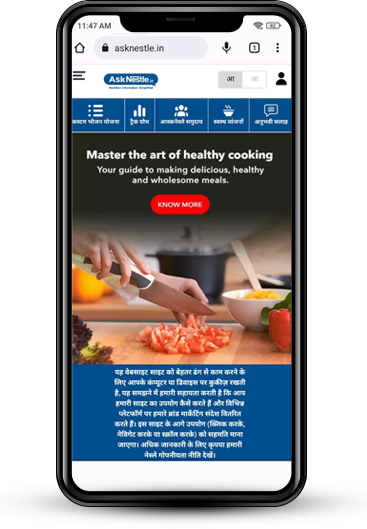 11:47 AM
82
asknestle.in
1
AskNestle.in
Nutrition Information Simplified
आ आ
कस्टम भोजन योजना ट्रैक ग्रोथ आस्कनेस्ले समुदाय स्वस्थ व्यंजनों अनुभवी सलाह
Master the art of healthy cooking
Your guide to making delicious, healthy
and wholesome meals.
KNOW MORE
यह वेबसाइट साइट को बेहतर ढंग से काम करने के
लिए आपके कंप्यूटर या डिवाइस पर कुकीज़ रखती
है, यह समझने में हमारी सहायता करती है कि आप
हमारी साइट का उपयोग कैसे करते हैं और विभिन्न
प्लेटफॉर्म पर हमारे ब्रांड मार्केटिंग संदेश वितरित
करते हैं। इस साइट के आगे उपयोग (क्लिक करके,
नेविगेट करके या स्क्रॉल करके) को सहमति माना
जाएगा। अधिक जानकारी के लिए कृपया हमारी
नेस्ले गोपनीयता नीति देखें।